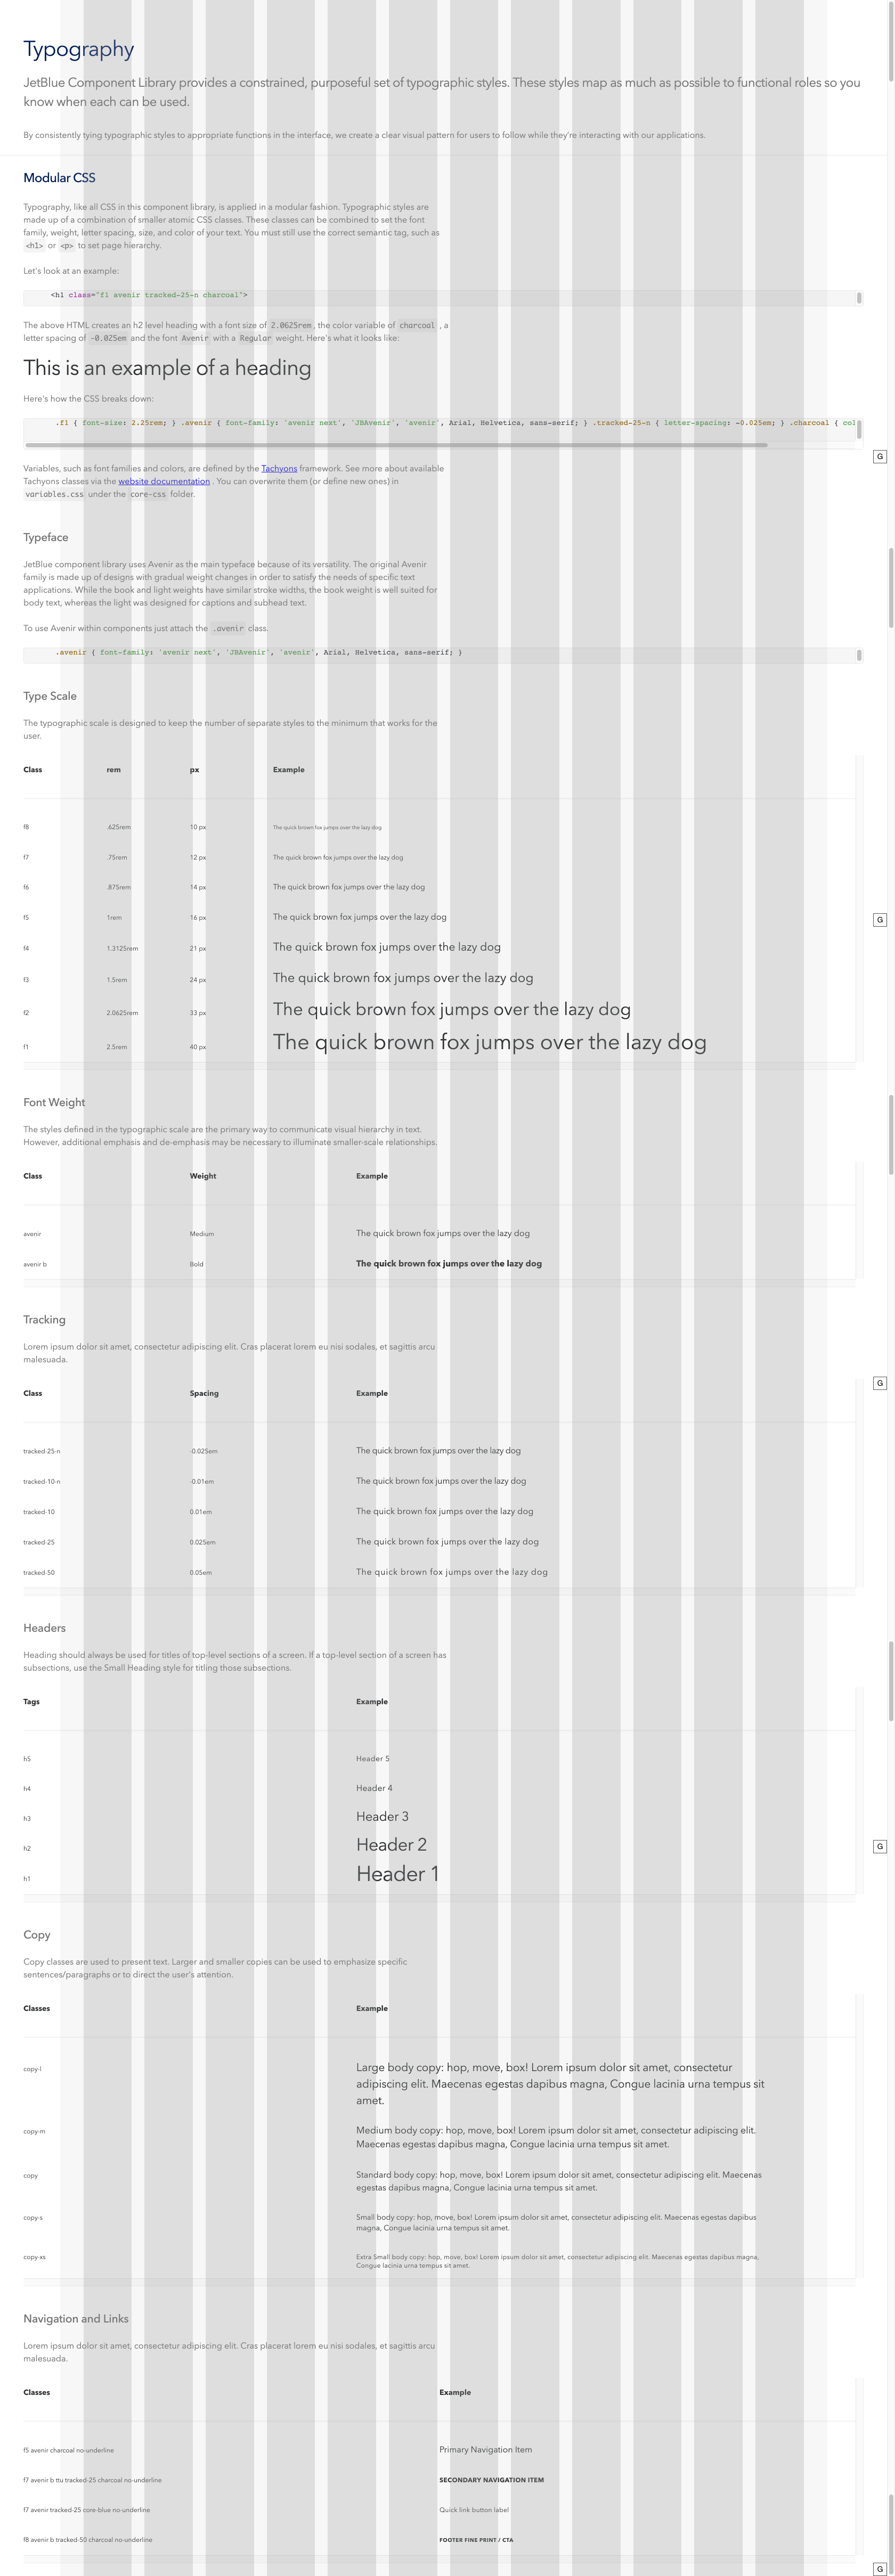 Typography
JetBlue Component Library provides a constrained, purposeful set of typographic styles. These styles map as much as possible to functional roles so you
know when each can be used.
By consistently tying typographic styles to appropriate functions in the interface, we create a clear visual pattern for users to follow while they're interacting with our applications.
Modular CSS
Typography, like all CSS in this component library, is applied in a modular fashion. Typographic styles are
made up of a combination of smaller atomic CSS classes. These classes can be combined to set the font
family, weight, letter spacing, size, and color of your text. You must still use the correct semantic tag, such as
<h1> or <p> to set page hierarchy.
Let's look at an example:
<h1 class="f1 avenir tracked-25-n charcoal">
The above HTML creates an h2 level heading with a font size of 2.0625rem , the color variable of charcoal , a
letter spacing of -0.025em and the font Avenir with a Regular weight. Here's what it looks like:
This is an example of a heading
Here's how the CSS breaks down:
.f1 { font-size: 2.25rem; } .avenir { font-family: 'avenir next', 'JBAvenir', 'avenir', Arial, Helvetica, sans-serif; } .tracked-25-n { letter-spacing: -0.025em; } .charcoal { col
G
Variables, such as font families and colors, are defined by the Tachyons framework. See more about available
Tachyons classes via the website documentation . You can overwrite them (or define new ones) in
variables.css under the core-css folder.
Typeface
JetBlue component library uses Avenir as the main typeface because of its versatility. The original Avenir
family is made up of designs with gradual weight changes in order to satisfy the needs of specific text
applications. While the book and light weights have similar stroke widths, the book weight is well suited for
body text, whereas the light was designed for captions and subhead text.
To use Avenir within components just attach the .avenir class.
.avenir { font-family: 'avenir next', 'JBAvenir', 'avenir', Arial, Helvetica, sans-serif; }
Type Scale
The typographic scale is designed to keep the number of separate styles to the minimum that works for the
user.
Class rem px Example
f8 .625rem 10 px The quick brown fox jumps over the lazy dog
f7 .75rem 12 px The quick brown fox jumps over the lazy dog
f6 .875rem 14 px The quick brown fox jumps over the lazy dog
f5 1rem 16 px The quick brown fox jumps over the lazy dog
G
f4 1.3125rem 21 px The quick brown fox jumps over the lazy dog
f3 1.5rem 24 px The quick brown fox jumps over the lazy dog
f2 2.0625rem 33 px The quick brown fox jumps over the lazy dog
f1 2.5rem 40 px The quick brown fox jumps over the lazy dog
Font Weight
The styles defined in the typographic scale are the primary way to communicate visual hierarchy in text.
However, additional emphasis and de-emphasis may be necessary to illuminate smaller-scale relationships.
Class Weight Example
avenir Medium The quick brown fox jumps over the lazy dog
avenir b Bold The quick brown fox jumps over the lazy dog
Tracking
Lorem ipsum dolor sit amet, consectetur adipiscing elit. Cras placerat lorem eu nisi sodales, et sagittis arcu
malesuada.
G
Class Spacing Example
tracked-25-n -0.025em The quick brown fox jumps over the lazy dog
tracked-10-n -0.01em The quick brown fox jumps over the lazy dog
tracked-10 0.01em The quick brown fox jumps over the lazy dog
tracked-25 0.025em The quick brown fox jumps over the lazy dog
tracked-50 0.05em The quick brown fox jumps over the lazy dog
Headers
Heading should always be used for titles of top-level sections of a screen. If a top-level section of a screen has
subsections, use the Small Heading style for titling those subsections.
Tags Example
h5 Header 5
h4 Header 4
h3 Header 3
h2 Header 2
G
h1 Header 1
Copy
Copy classes are used to present text. Larger and smaller copies can be used to emphasize specific
sentences/paragraphs or to direct the user's attention.
Classes Example
copy-l Large body copy: hop, move, box! Lorem ipsum dolor sit amet, consectetur
adipiscing elit. Maecenas egestas dapibus magna, Congue lacinia urna tempus sit
amet.
copy-m Medium body copy: hop, move, box! Lorem ipsum dolor sit amet, consectetur adipiscing elit.
Maecenas egestas dapibus magna, Congue lacinia urna tempus sit amet.
copy Standard body copy: hop, move, box! Lorem ipsum dolor sit amet, consectetur adipiscing elit. Maecenas
egestas dapibus magna, Congue lacinia urna tempus sit amet.
copy-s Small body copy: hop, move, box! Lorem ipsum dolor sit amet, consectetur adipiscing elit. Maecenas egestas dapibus
magna, Congue lacinia urna tempus sit amet.
copy-xs Extra Small body copy: hop, move, box! Lorem ipsum dolor sit amet, consectetur adipiscing elit. Maecenas egestas dapibus magna,
Congue lacinia urna tempus sit amet.
Navigation and Links
Lorem ipsum dolor sit amet, consectetur adipiscing elit. Cras placerat lorem eu nisi sodales, et sagittis arcu
malesuada.
Classes Example
f5 avenir charcoal no-underline Primary Navigation Item
f7 avenir b ttu tracked-25 charcoal no-underline SECONDARY NAVIGATION ITEM
f7 avenir tracked-25 core-blue no-underline Quick link button label
f8 avenir b tracked-50 charcoal no-underline FOOTER FINE PRINT / CTA
G